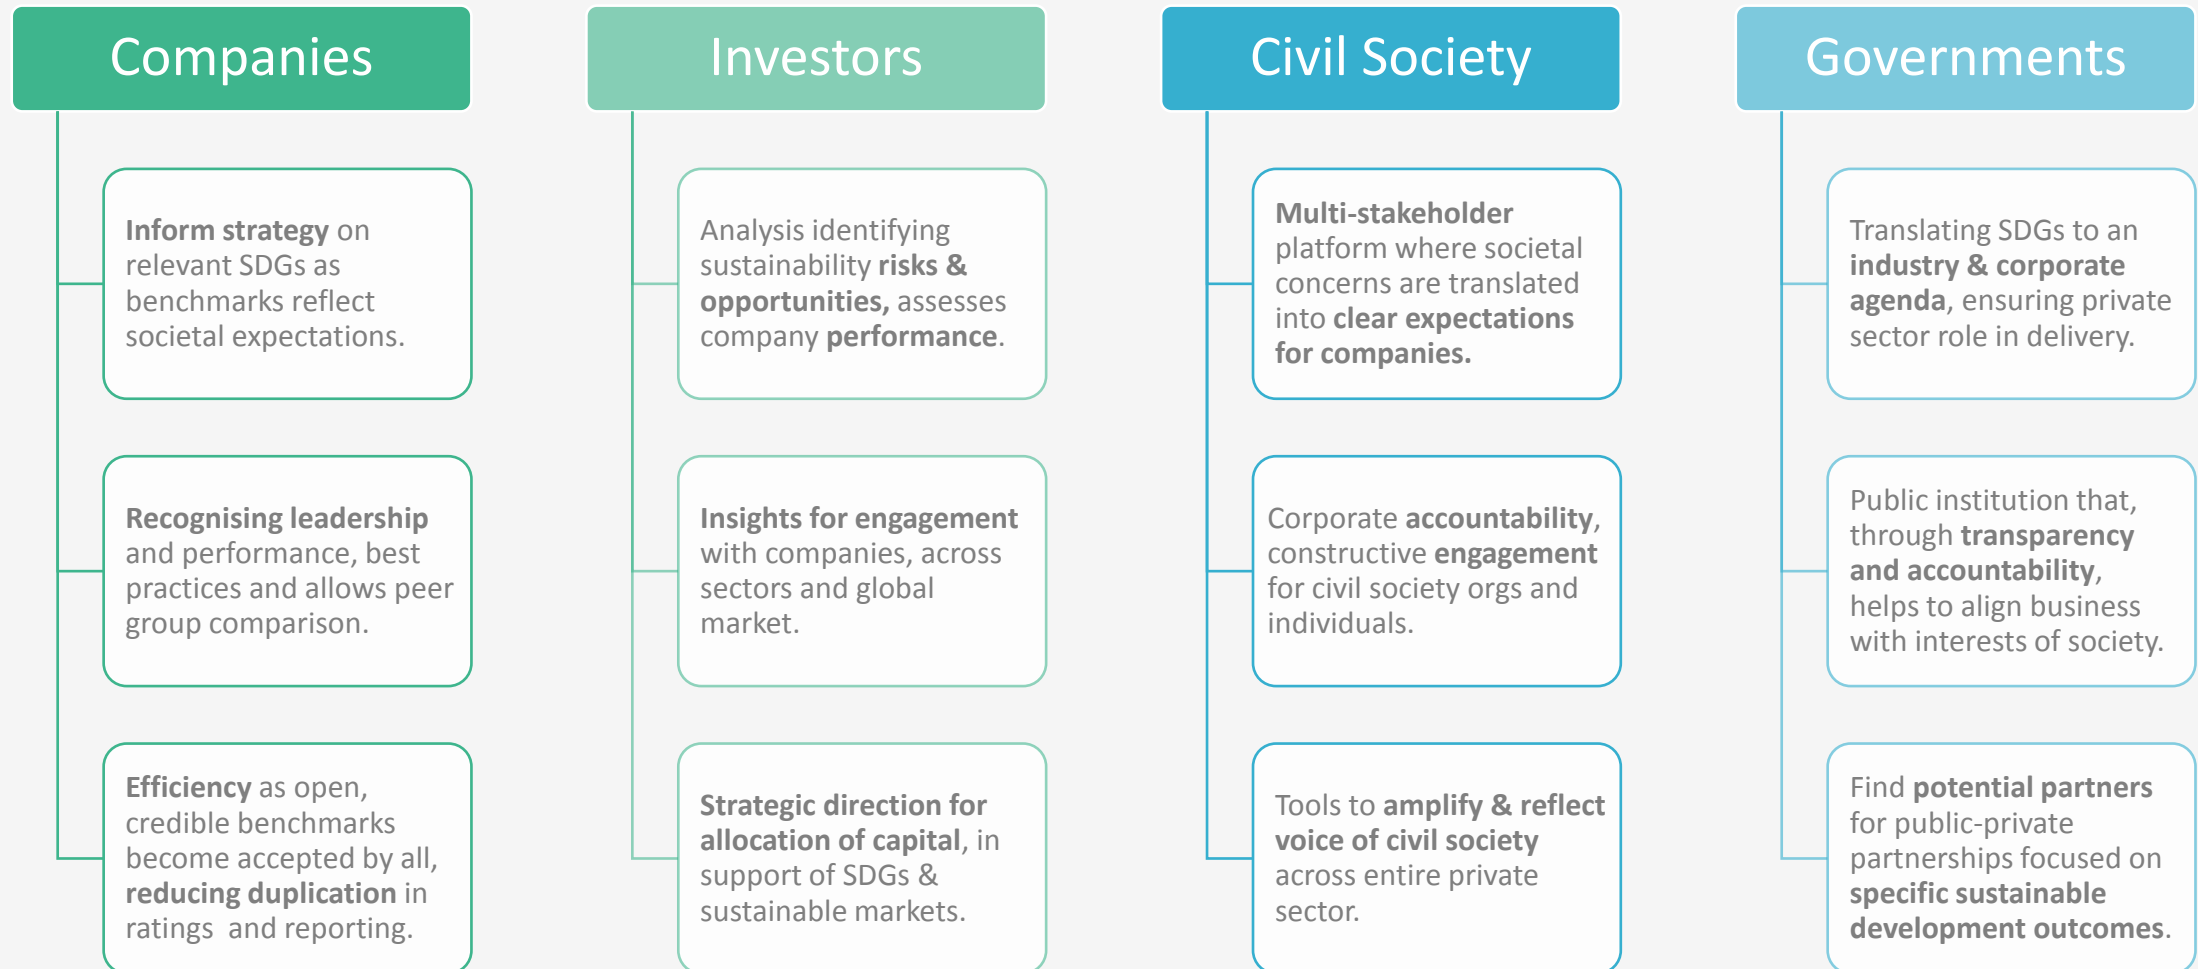 Companies
Inform strategy on
relevant SDGs as
benchmarks reflect
societal expectations.
Recognising leadership
and performance, best
practices and allows peer
group comparison.
Efficiency as open,
credible benchmarks
become accepted by all,
reducing duplication in
ratings  and reporting.
Investors
Analysis identifying
sustainability risks &
opportunities, assesses
company performance.
Insights for engagement
with companies, across
sectors and global
market.
Strategic direction for
allocation of capital, in
support of SDGs &
sustainable markets.
Civil Society
Multi-stakeholder
platform where societal
concerns are translated
into clear expectations
for companies.
Corporate accountability,
constructive engagement
for civil society orgs and
individuals.
Tools to amplify & reflect
voice of civil society
across entire private
sector.
Governments
Translating SDGs to an
industry & corporate
agenda, ensuring private
sector role in delivery.
Public institution that,
through transparency
and accountability,
helps to align business
with interests of society.
Find potential partners
for public-private
partnerships focused on
specific sustainable
development outcomes.